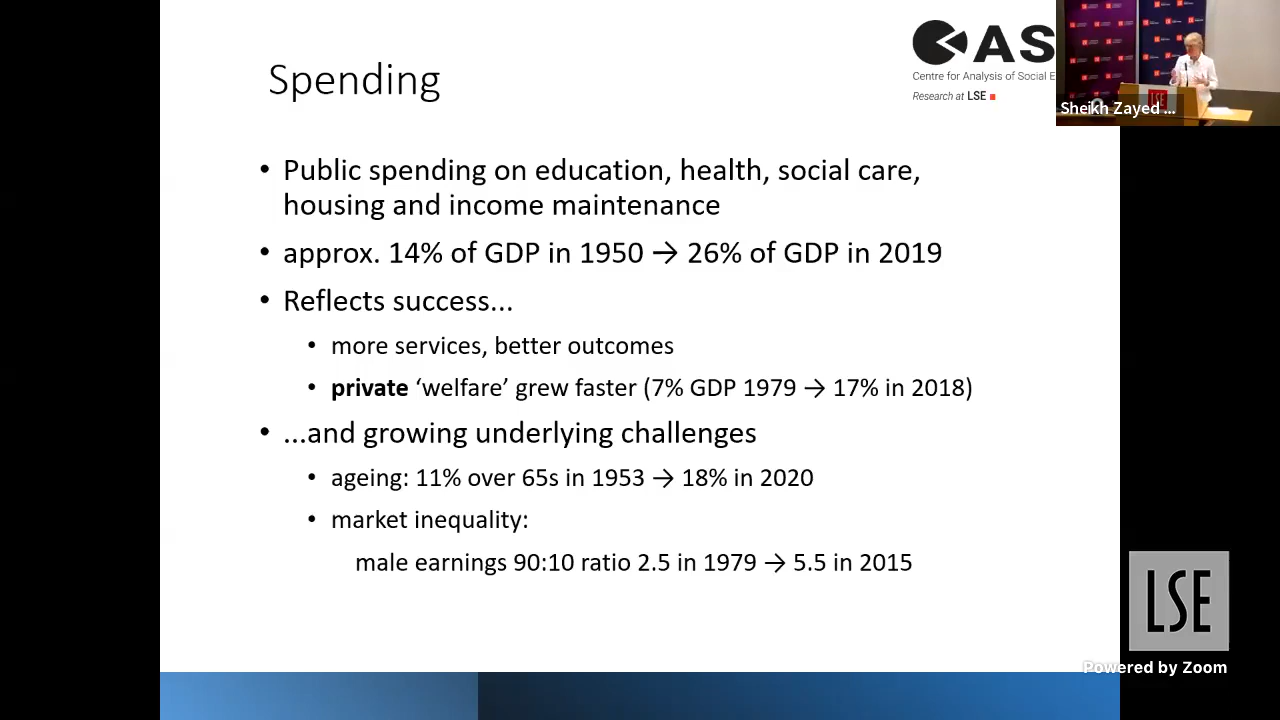 Spending
CAS
Centre for Analysis of Social E
Research at LSE
Sheikh Zayed ...
LSE
• Public spending on education, health, social care,
housing and income maintenance
• approx. 14% of GDP in 1950 → 26% of GDP in 2019
• Reflects success...
• more services, better outcomes
• private ‘welfare’ grew faster (7% GDP 1979 → 17% in 2018)
• ...and growing underlying challenges
• ageing: 11% over 65s in 1953 → 18% in 2020
• market inequality:
male earnings 90:10 ratio 2.5 in 1979 → 5.5 in 2015
LSE
Powered by Zoom